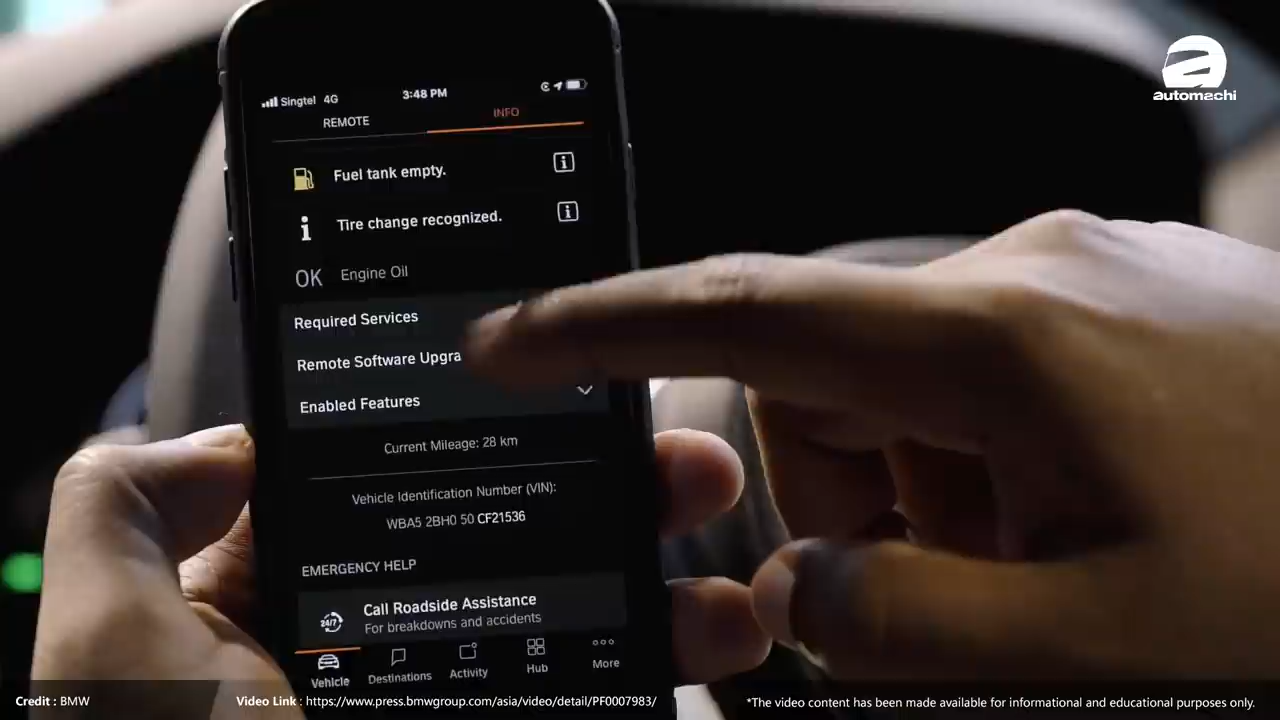 automachi
Singtel 4G 3:48 PM
REMOTE INFO
Fuel tank empty.
Tire change recognized.
OK Engine Oil
Required Services
Remote Software Upgra
Enabled Features
Current Mileage: 28 km
Vehicle Identification Number (VIN):
WBA5 2BH0 50 CF21536
EMERGENCY HELP
24/7 Call Roadside Assistance
For breakdowns and accidents
Vehicle Destinations Activity Hub More
Credit : BMW Video Link : https://www.press.bmwgroup.com/asia/video/detail/PF0007983/ *The video content has been made available for informational and educational purposes only.